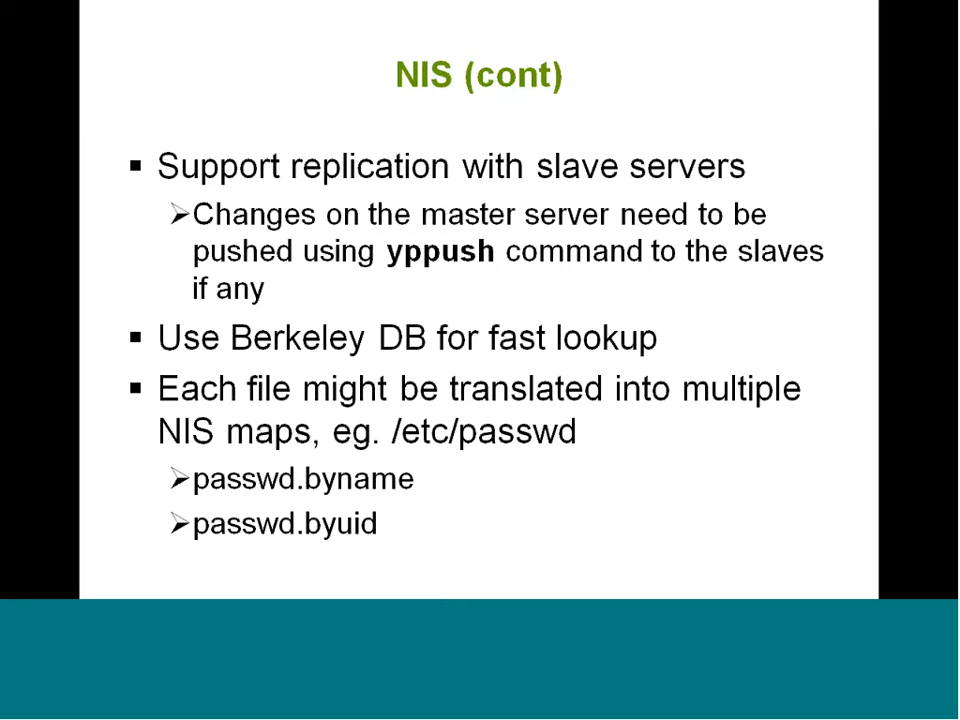 NIS (cont)
▪ Support replication with slave servers
➢Changes on the master server need to be
pushed using yppush command to the slaves
if any
▪ Use Berkeley DB for fast lookup
▪ Each file might be translated into multiple
NIS maps, eg. /etc/passwd
➢passwd.byname
➢passwd.byuid